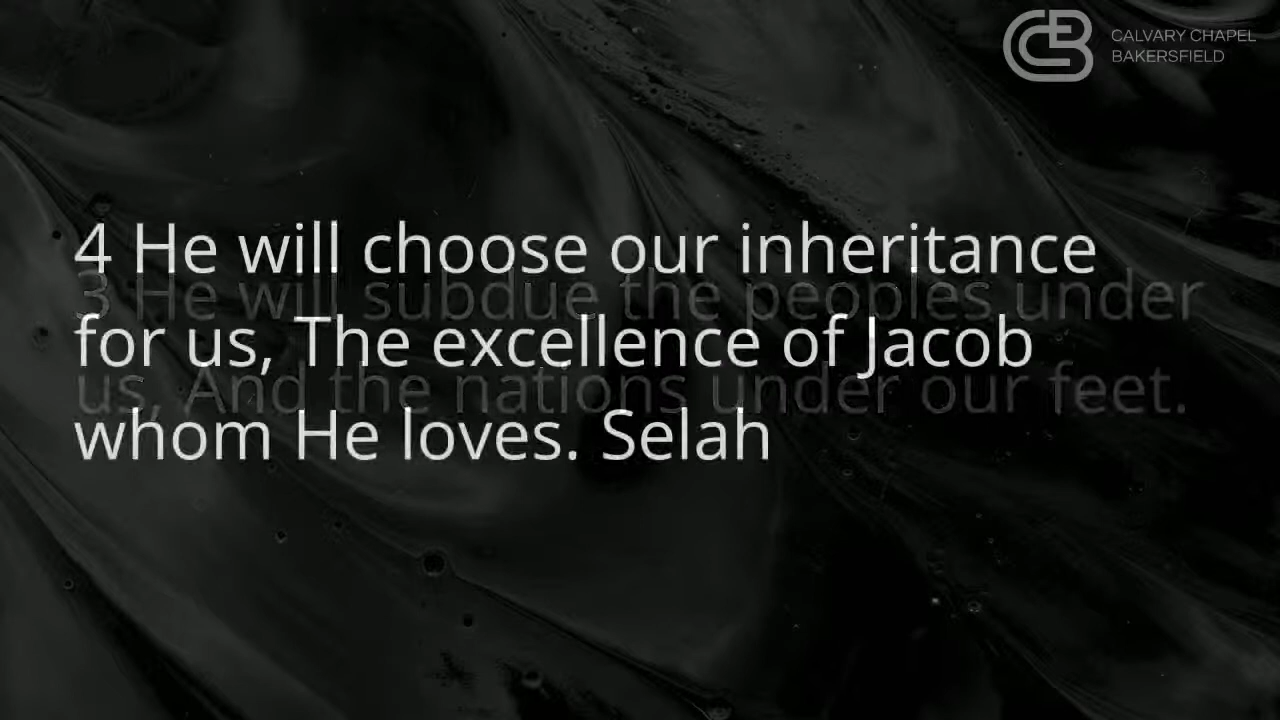 CALVARY CHAPEL
BAKERSFIELD
4 He will choose our inheritance
3 He will subdue the peoples under
for us, The excellence of Jacob
us, And the nations under our feet.
whom He loves. Selah